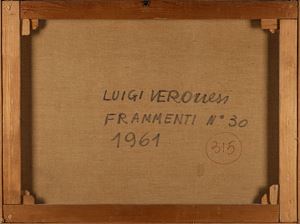 LUIGI VERONESI
FRAMMENTI N° 30
1961
315